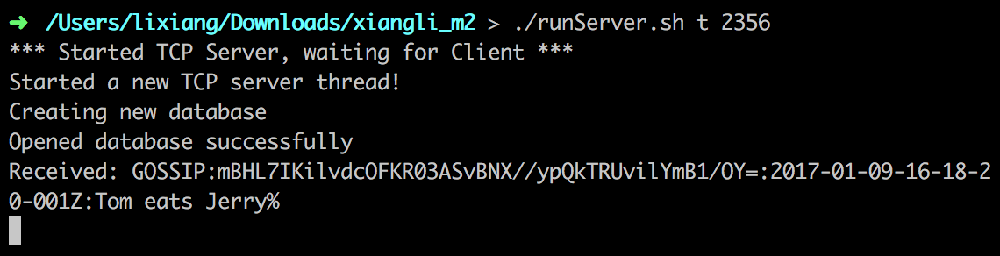 ➜ /Users/lixiang/Downloads/xiangli_m2 > ./runServer.sh t 2356
*** Started TCP Server, waiting for Client ***
Started a new TCP server thread!
Creating new database
Opened database successfully
Received: GOSSIP:mBHL7IKilvdcOFKR03ASvBNX//ypQkTRUvilYmB1/OY=:2017-01-09-16-18-2
0-001Z:Tom eats Jerry%